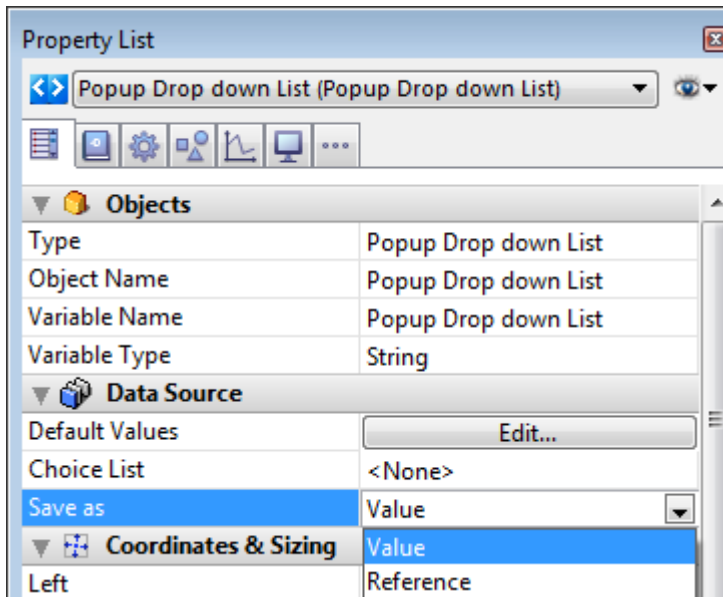 Property List
Popup Drop down List (Popup Drop down List)
Objects
Type Popup Drop down List
Object Name Popup Drop down List
Variable Name Popup Drop down List
Variable Type String
Data Source
Default Values Edit...
Choice List <None>
Save as Value
Coordinates & Sizing Value
Left Reference